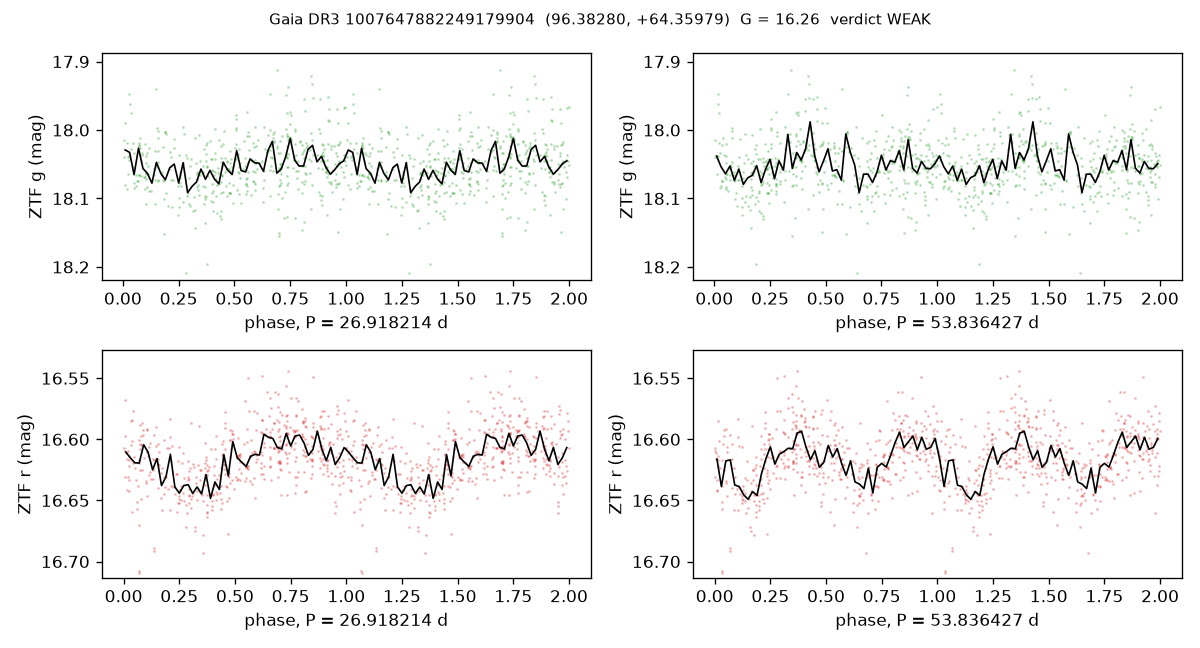 Gaia DR3 1007647882249179904  (96.38280, +64.35979)  G = 16.26  verdict WEAK
17.9
18.0
18.1
18.2
ZTF g (mag)
0.00 0.25 0.50 0.75 1.00 1.25 1.50 1.75 2.00
phase, P = 26.918214 d
17.9
18.0
18.1
18.2
ZTF g (mag)
0.00 0.25 0.50 0.75 1.00 1.25 1.50 1.75 2.00
phase, P = 53.836427 d
16.55
16.60
16.65
16.70
ZTF r (mag)
0.00 0.25 0.50 0.75 1.00 1.25 1.50 1.75 2.00
phase, P = 26.918214 d
16.55
16.60
16.65
16.70
ZTF r (mag)
0.00 0.25 0.50 0.75 1.00 1.25 1.50 1.75 2.00
phase, P = 53.836427 d